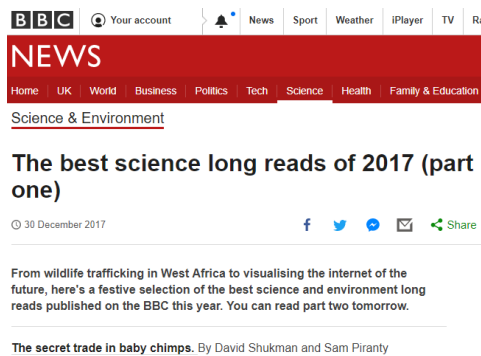 BBC Your account News Sport Weather iPlayer TV
NEWS
Home UK World Business Politics Tech Science Health Family & Education
Science & Environment
The best science long reads of 2017 (part
one)
30 December 2017 Share
From wildlife trafficking in West Africa to visualising the internet of the
future, here's a festive selection of the best science and environment long
reads published on the BBC this year. You can read part two tomorrow.
The secret trade in baby chimps. By David Shukman and Sam Piranty